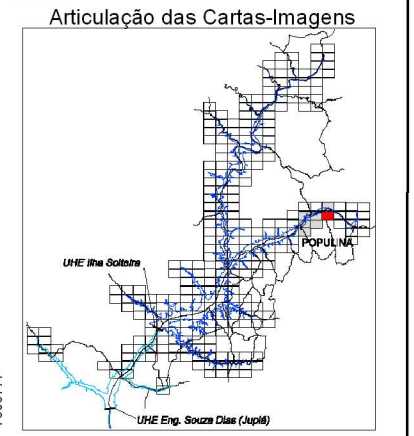 Articulação das Cartas-Imagens
POPULINA
UHE Ilha Solteira
UHE Eng. Souza Dias (Jupiá)